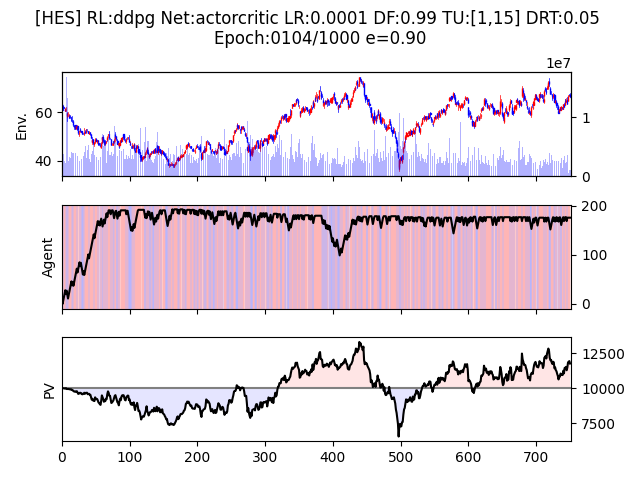 [HES] RL:ddpg Net:actorcritic LR:0.0001 DF:0.99 TU:[1,15] DRT:0.05
Epoch:0104/1000 e=0.90
1e7
Env.
60
40
1
0
Agent
200
100
0
PV
12500
10000
7500
0 100 200 300 400 500 600 700